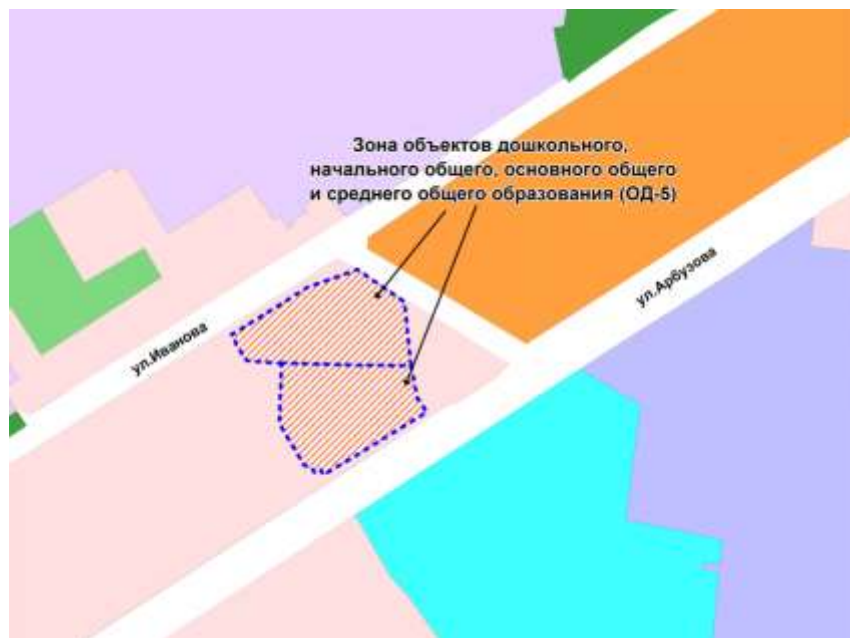 Зона объектов дошкольного,
начального общего, основного общего
и среднего общего образования (ОД-5)
ул.Арбузова
ул.Иванова